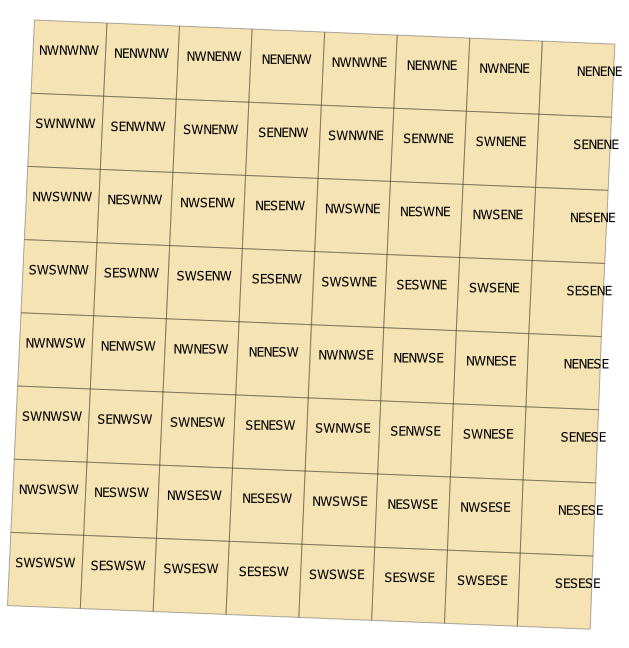 NWNWNW NENWNW NWNENW NENENW NWNWNE NENWNE NWNENE NENENE
SWNWNW SENWNW SWNENW SENENW SWNWNE SENWNE SWNENE SENENE
NWSWNW NESWNW NWSENW NESENW NWSWNE NESWNE NWSENE NESENE
SWSWNW SESWNW SWSENW SESENW SWSWNE SESWNE SWSENE SESENE
NWNWSW NENWSW NWNESW NENESW NWNWSE NENWSE NWNESE NENESE
SWNWSW SENWSW SWNESW SENESW SWNWSE SENWSE SWNESE SENESE
NWSWSW NESWSW NWSESW NESESW NWSWSE NESWSE NWSESE NESESE
SWSWSW SESWSW SWSESW SESESW SWSWSE SESWSE SWSESE SESESE